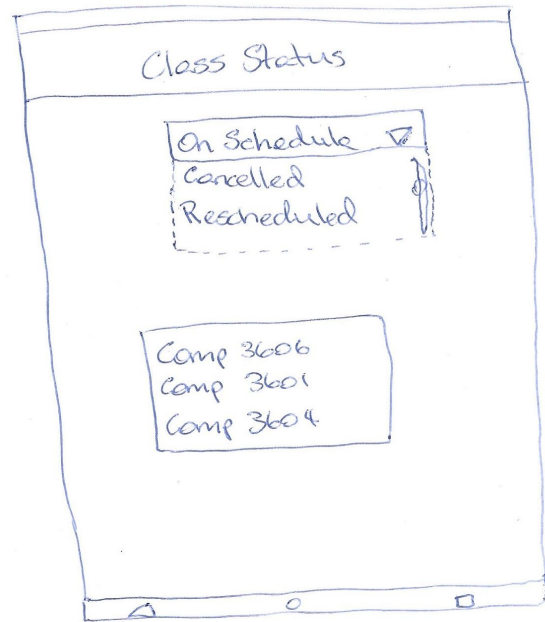 Class Status
On Schedule
Cancelled
Rescheduled
Comp 3606
Comp 3601
Comp 3604